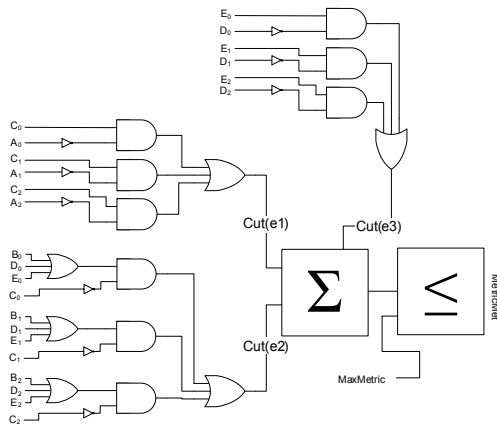 E₀
D₀
E₁
D₁
E₂
D₂
C₀
A₀
C₁
A₁
C₂
A₂
Cut(e1)
Cut(e3)
B₀
D₀
E₀
C₀
Σ
≤
MetricMet
B₁
D₁
E₁
C₁
Cut(e2)
MaxMetric
B₂
D₂
E₂
C₂